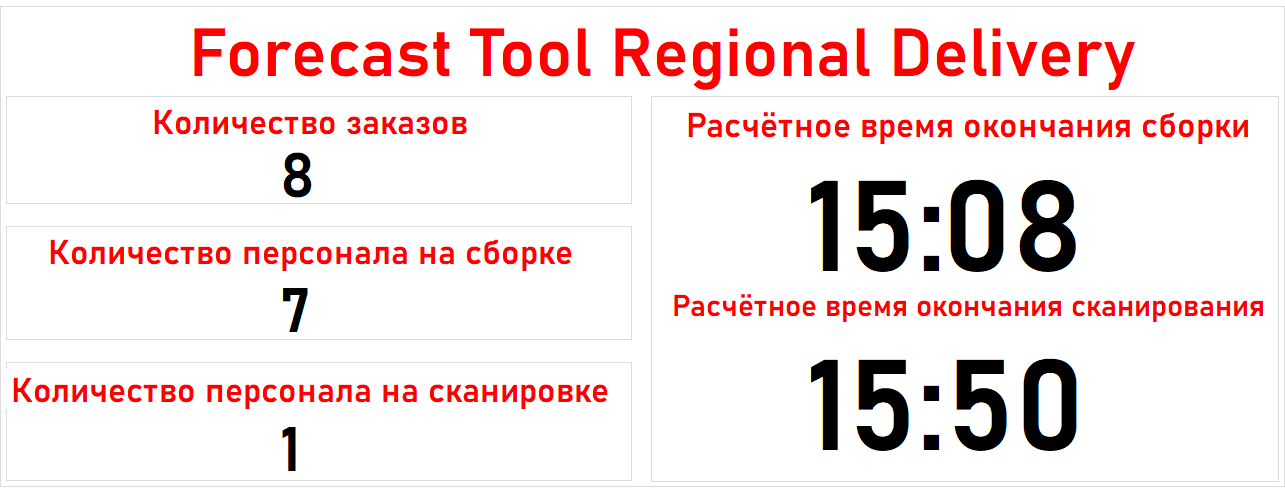 Forecast Tool Regional Delivery
Количество заказов
8
Количество персонала на сборке
7
Количество персонала на сканировке
1
Расчётное время окончания сборки
15:08
Расчётное время окончания сканирования
15:50